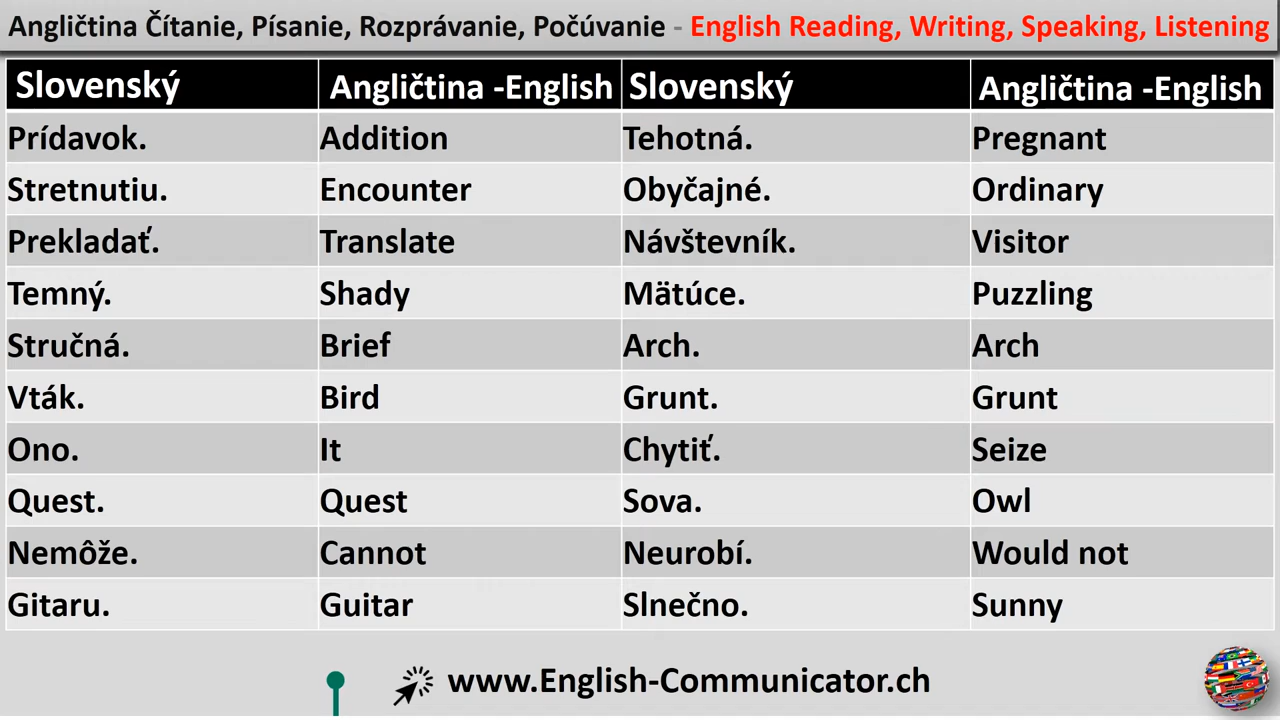 Angličtina Čítanie, Písanie, Rozprávanie, Počúvanie - English Reading, Writing, Speaking, Listening
Slovenský Angličtina -English Slovenský Angličtina -English
Prídavok. Addition Tehotná. Pregnant
Stretnutiu. Encounter Obyčajné. Ordinary
Prekladať. Translate Návštevník. Visitor
Temný. Shady Mätúce. Puzzling
Stručná. Brief Arch. Arch
Vták. Bird Grunt. Grunt
Ono. It Chytiť. Seize
Quest. Quest Sova. Owl
Nemôže. Cannot Neurobí. Would not
Gitaru. Guitar Slnečno. Sunny
www.English-Communicator.ch